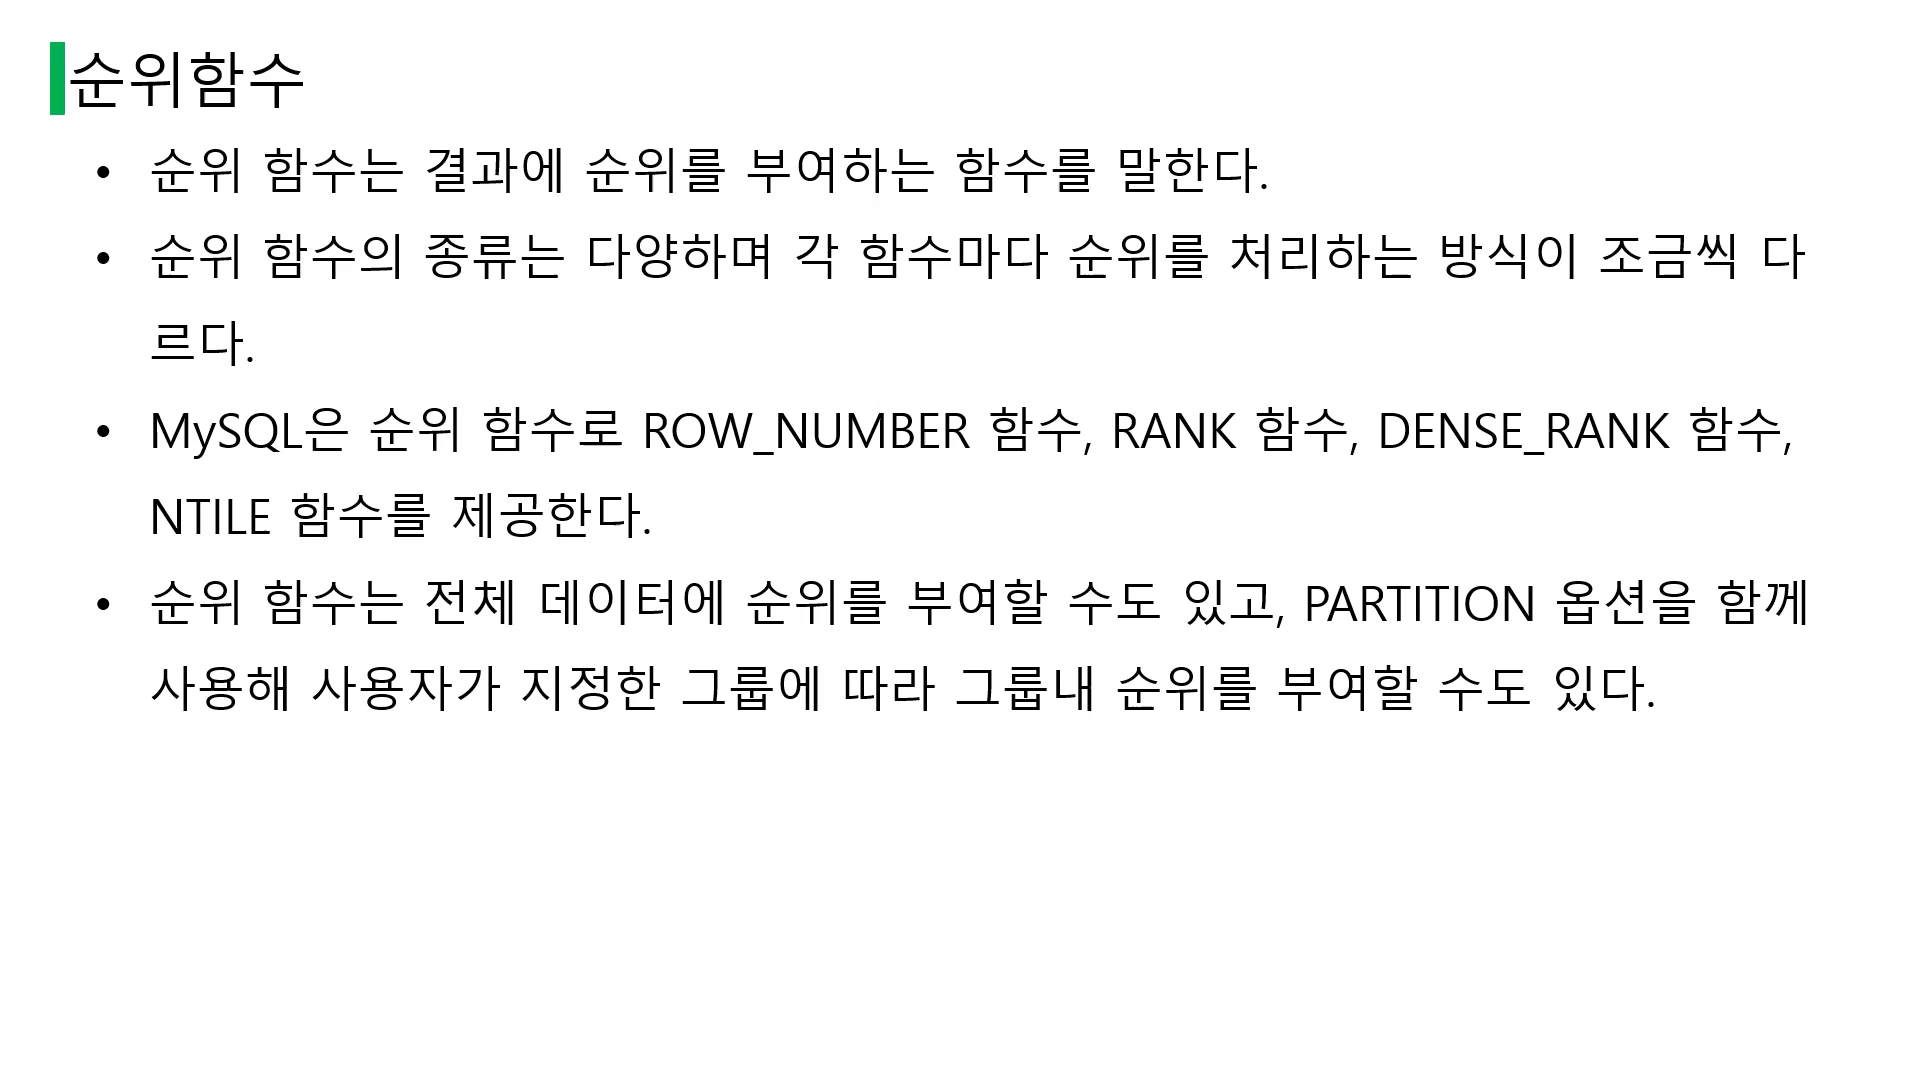 순위함수
• 순위 함수는 결과에 순위를 부여하는 함수를 말한다.
• 순위 함수의 종류는 다양하며 각 함수마다 순위를 처리하는 방식이 조금씩 다
르다.
• MySQL은 순위 함수로 ROW_NUMBER 함수, RANK 함수, DENSE_RANK 함수,
NTILE 함수를 제공한다.
• 순위 함수는 전체 데이터에 순위를 부여할 수도 있고, PARTITION 옵션을 함께
사용해 사용자가 지정한 그룹에 따라 그룹내 순위를 부여할 수도 있다.